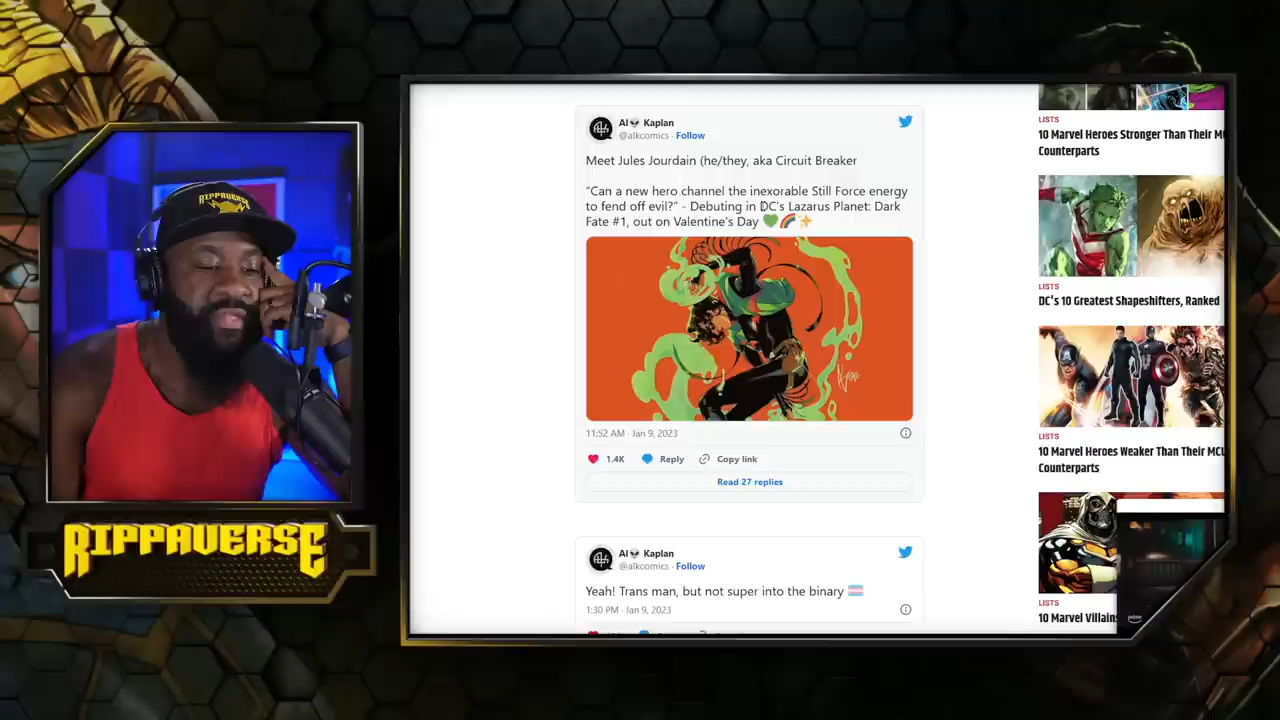 RIPPAVERSE
RIPPAVERSE
Al👽 Kaplan
@alkcomics · Follow
Meet Jules Jourdain (he/they, aka Circuit Breaker
“Can a new hero channel the inexorable Still Force energy
to fend off evil?” - Debuting in DC's Lazarus Planet: Dark
Fate #1, out on Valentine's Day 💚🌈✨
11:52 AM · Jan 9, 2023
1.4K Reply Copy link
Read 27 replies
Al👽 Kaplan
@alkcomics · Follow
Yeah! Trans man, but not super into the binary 🏳️‍⚧️
1:30 PM · Jan 9, 2023
LISTS
10 Marvel Heroes Stronger Than Their M
Counterparts
LISTS
DC's 10 Greatest Shapeshifters, Ranked
LISTS
10 Marvel Heroes Weaker Than Their MCU
Counterparts
LISTS
10 Marvel Villains
prime